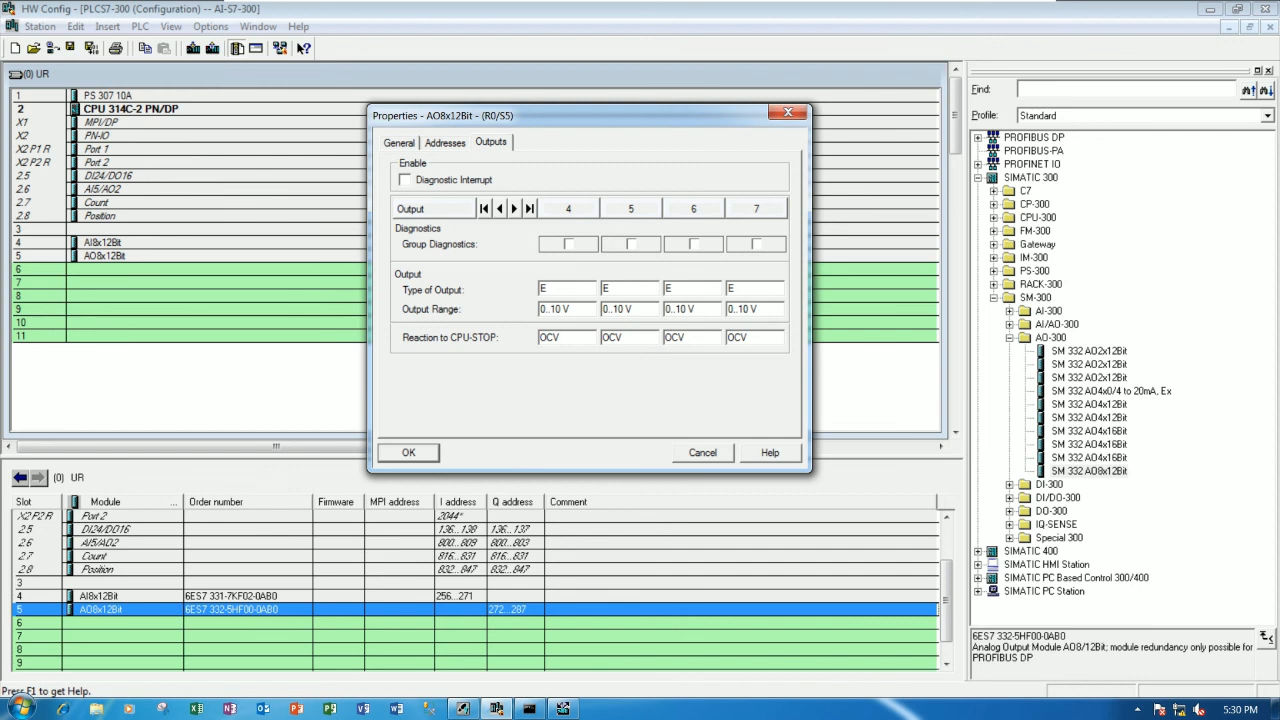 HW Config - [PLCS7-300 (Configuration) -- AI-S7-300]
Station Edit Insert PLC View Options Window Help
(0) UR
1 PS 307 10A
2 CPU 314C-2 PN/DP
X1 MPI/DP
X2 PN-IO
X2 P1 R Port 1
X2 P2 R Port 2
2.5 DI24/DO16
2.6 AI5/AO2
2.7 Count
2.8 Position
3
4 AI8x12Bit
5 AO8x12Bit
6
7
8
9
10
11
Properties - AO8x12Bit - (R0/S5)
General Addresses Outputs
Enable
Diagnostic Interrupt
Output 4 5 6 7
Diagnostics
Group Diagnostics:
Output
Type of Output: E E E E
Output Range: 0..10 V 0..10 V 0..10 V 0..10 V
Reaction to CPU-STOP: OCV OCV OCV OCV
OK Cancel Help
Find:
Profile: Standard
PROFIBUS DP
PROFIBUS-PA
PROFINET IO
SIMATIC 300
C7
CP-300
CPU-300
FM-300
Gateway
IM-300
PS-300
RACK-300
SM-300
AI-300
AI/AO-300
AO-300
SM 332 AO2x12Bit
SM 332 AO2x12Bit
SM 332 AO2x12Bit
SM 332 AO4x0/4 to 20mA, Ex
SM 332 AO4x12Bit
SM 332 AO4x12Bit
SM 332 AO4x16Bit
SM 332 AO4x16Bit
SM 332 AO4x16Bit
SM 332 AO8x12Bit
DI-300
DI/DO-300
DO-300
IQ-SENSE
Special 300
SIMATIC 400
SIMATIC HMI Station
SIMATIC PC Based Control 300/400
SIMATIC PC Station
6ES7 332-5HF00-0AB0
Analog Output Module AO8/12Bit; module redundancy only possible for
PROFIBUS DP
(0) UR
Slot Module ... Order number Firmware MPI address I address Q address Comment
X2 P2 R Port 2 2044*
2.5 DI24/DO16 136...138 136...137
2.6 AI5/AO2 800...809 800...803
2.7 Count 816...831 816...831
2.8 Position 832...847 832...847
3
4 AI8x12Bit 6ES7 331-7KF02-0AB0 256...271
5 AO8x12Bit 6ES7 332-5HF00-0AB0 272...287
6
7
8
9
Press F1 to get Help.
5:30 PM